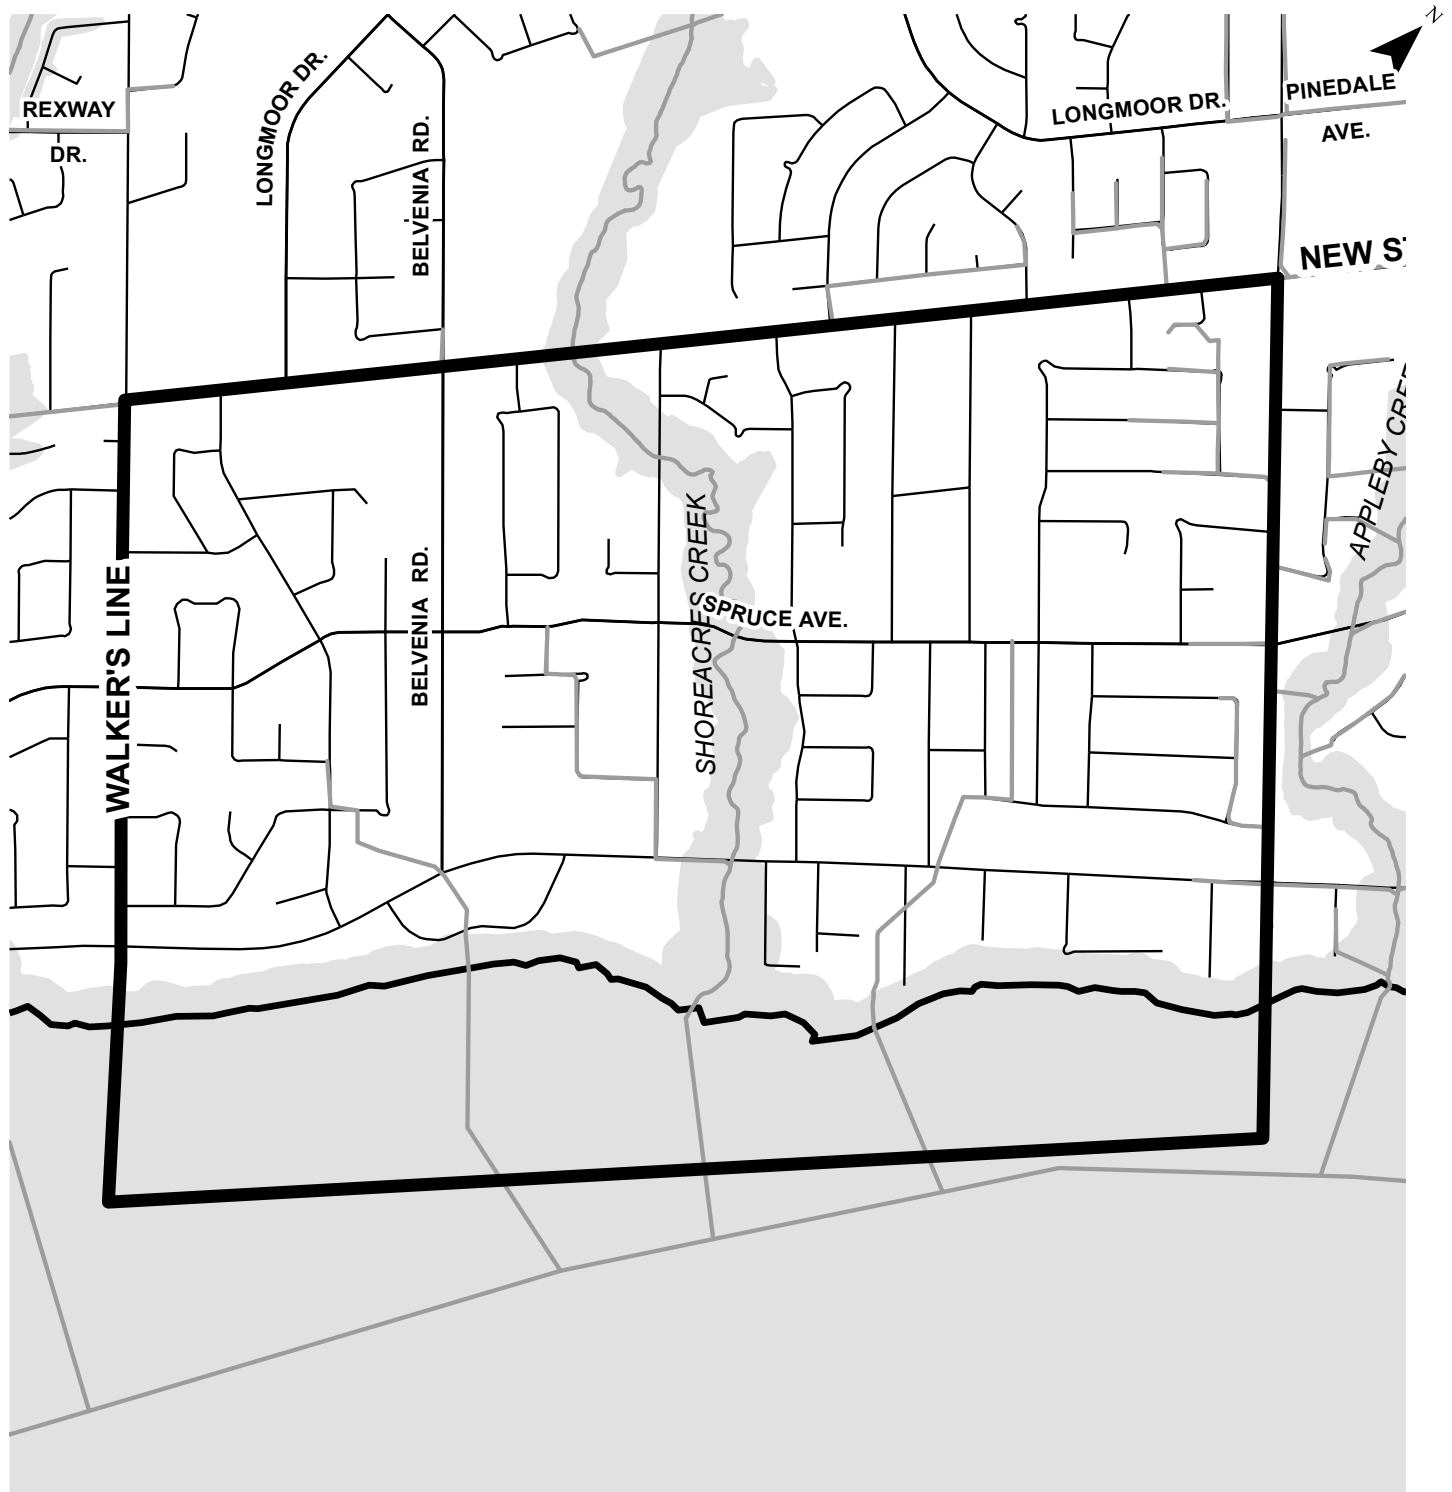 N
LONGMOOR DR.
PINEDALE
AVE.
REXWAY
DR.
LONGMOOR DR.
BELVENIA RD.
NEW S
APPLEBY CRE
SHOREACRES CREEK
SPRUCE AVE.
BELVENIA RD.
WALKER'S LINE